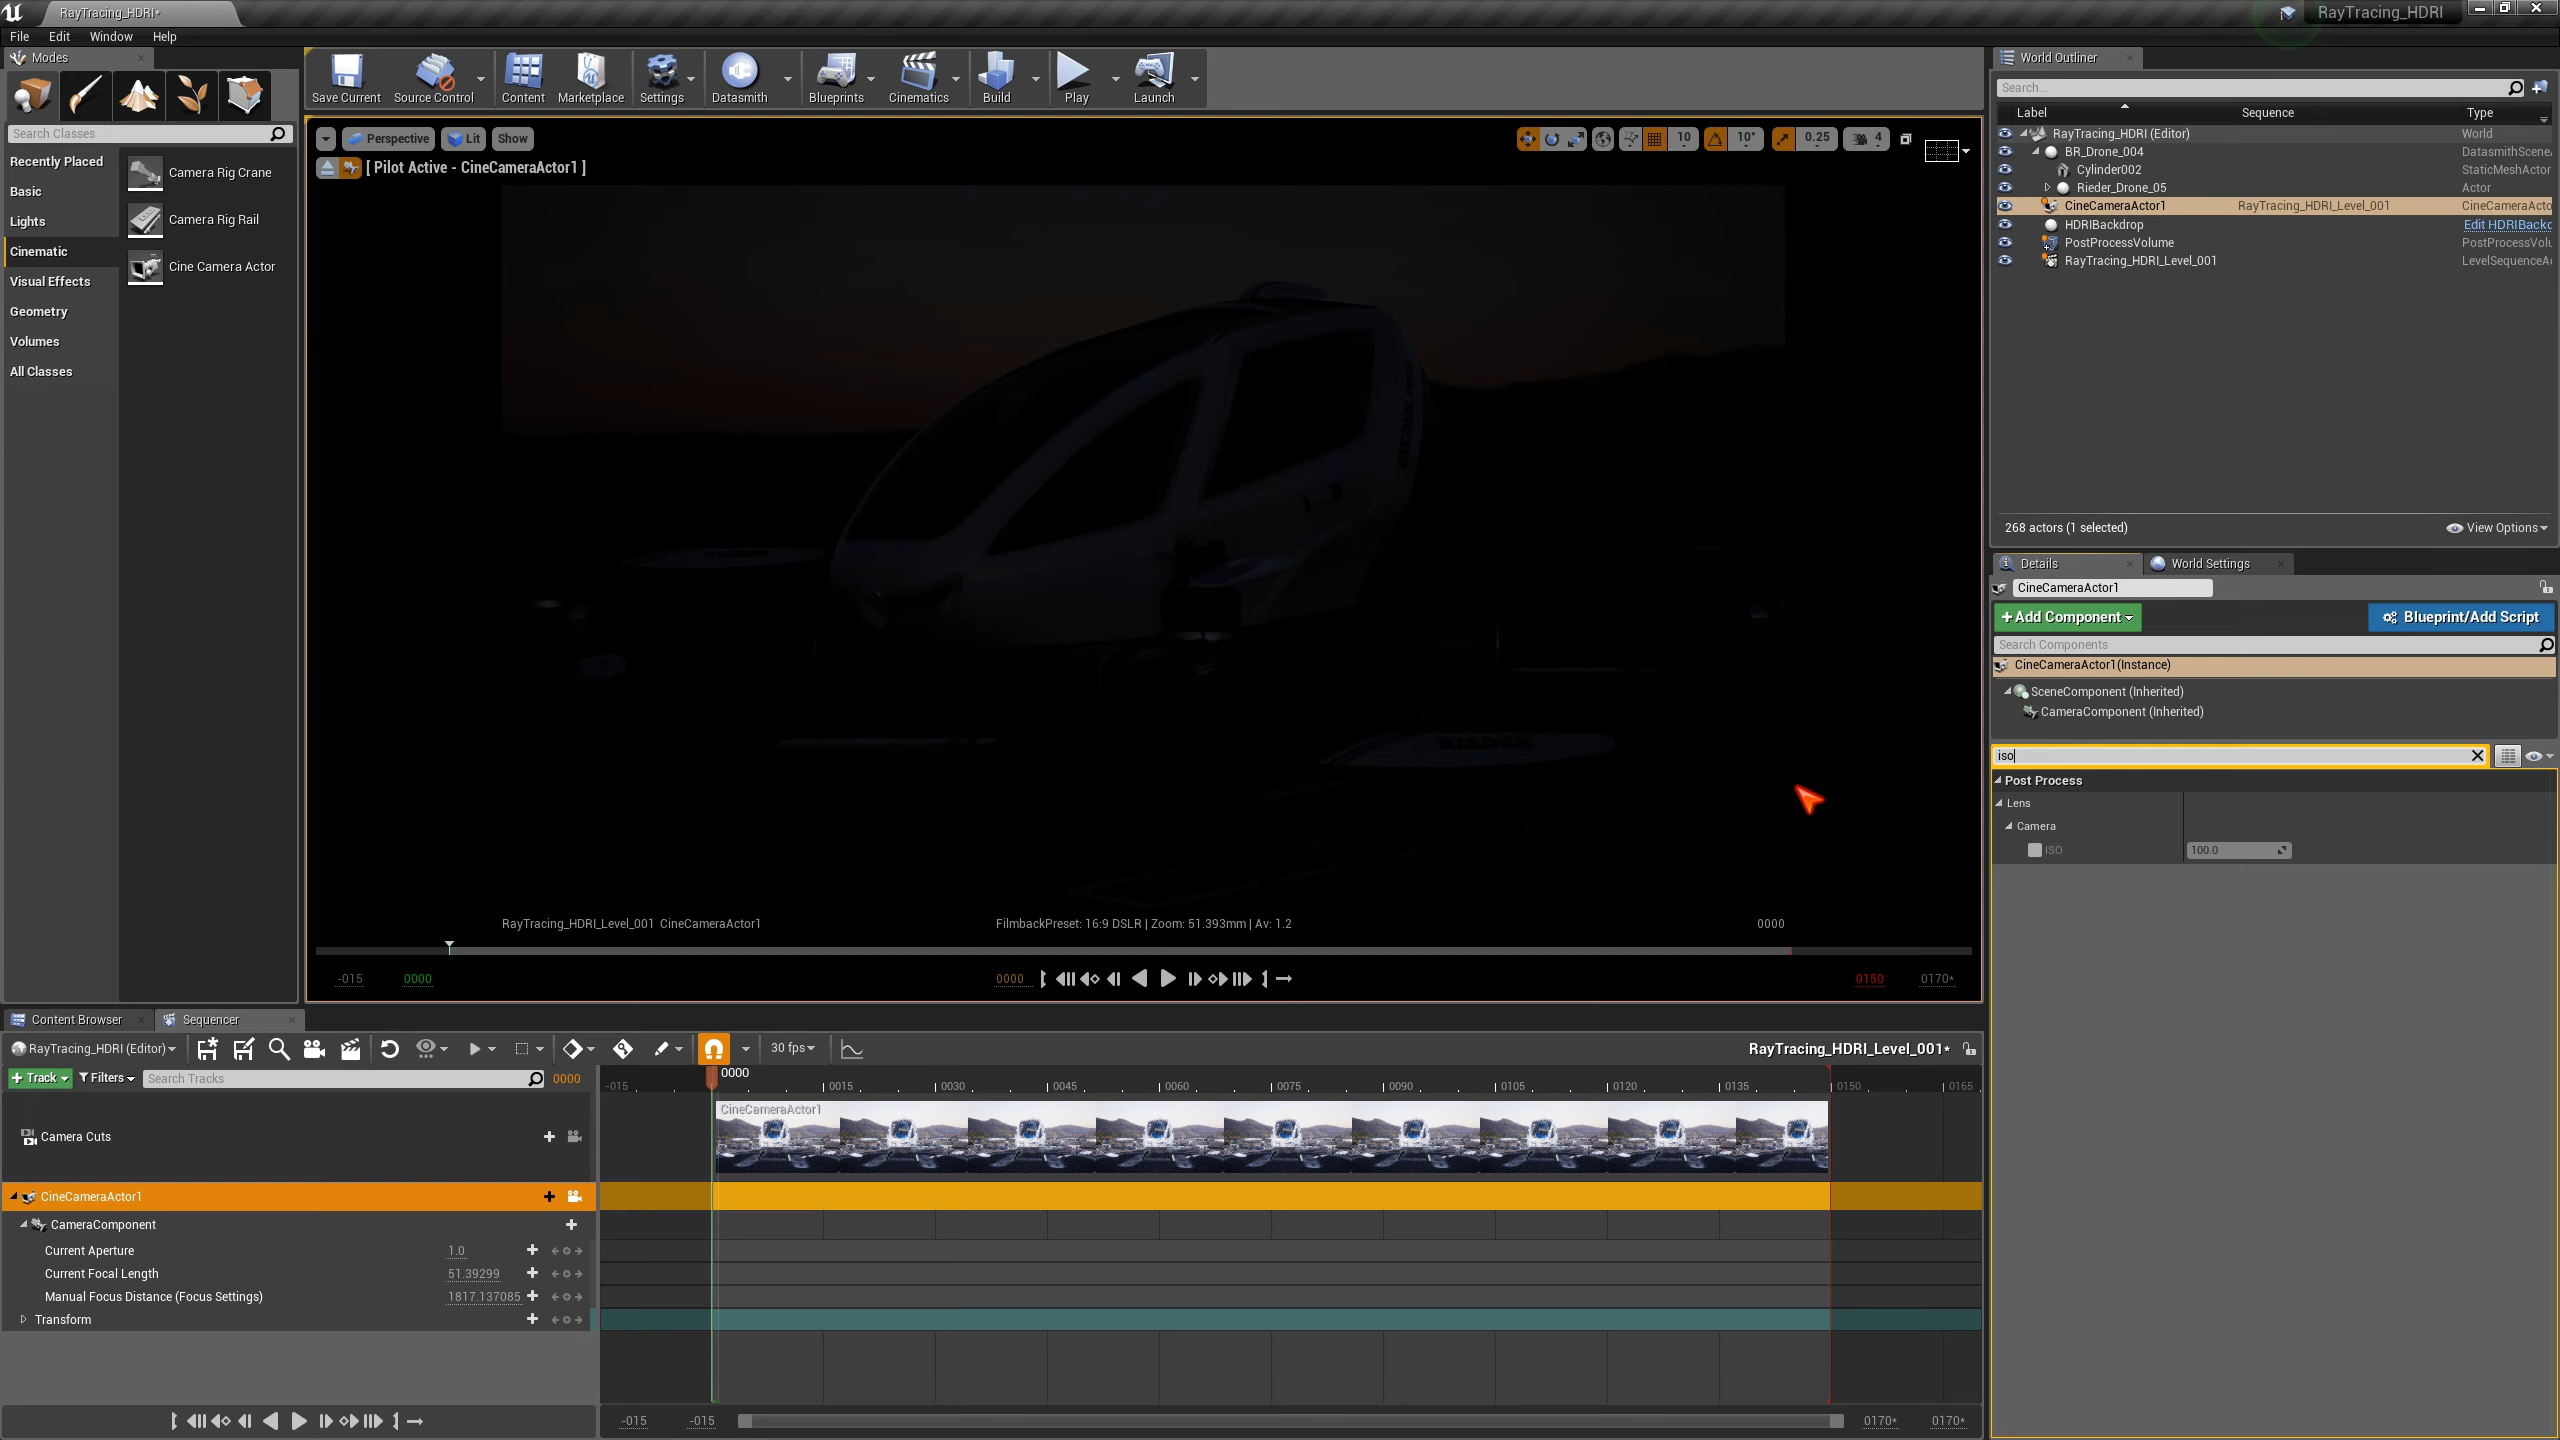 RayTracing_HDRI*
RayTracing_HDRI
File Edit Window Help
Modes
Save Current Source Control Content Marketplace Settings Datasmith Blueprints Cinematics Build Play Launch
Search Classes
Recently Placed
Basic
Lights
Cinematic
Visual Effects
Geometry
Volumes
All Classes
Camera Rig Crane
Camera Rig Rail
Cine Camera Actor
Perspective Lit Show
10 10° 0.25 4
[ Pilot Active - CineCameraActor1 ]
RIEDER
RayTracing_HDRI_Level_001 CineCameraActor1
FilmbackPreset: 16:9 DSLR | Zoom: 51.393mm | Av: 1.2
0000
-015 0000 0000 0150 0170*
World Outliner
Search...
Label Sequence Type
RayTracing_HDRI (Editor) World
BR_Drone_004 DatasmithScene
Cylinder002 StaticMeshActor
Rieder_Drone_05 Actor
CineCameraActor1 RayTracing_HDRI_Level_001 CineCameraActo
HDRIBackdrop Edit HDRIBackd
PostProcessVolume PostProcessVolu
RayTracing_HDRI_Level_001 LevelSequenceA
268 actors (1 selected) View Options
Details World Settings
CineCameraActor1
+Add Component Blueprint/Add Script
Search Components
CineCameraActor1(Instance)
SceneComponent (Inherited)
CameraComponent (Inherited)
iso
Post Process
Lens
Camera
ISO 100.0
Content Browser Sequencer
RayTracing_HDRI (Editor) 30 fps RayTracing_HDRI_Level_001*
+ Track Filters Search Tracks 0000
-015 0000 0015 0030 0045 0060 0075 0090 0105 0120 0135 0150 0165
CineCameraActor1
Camera Cuts
CineCameraActor1
CameraComponent
Current Aperture 1.0
Current Focal Length 51.39299
Manual Focus Distance (Focus Settings) 1817.137085
Transform
-015 -015 0170* 0170*